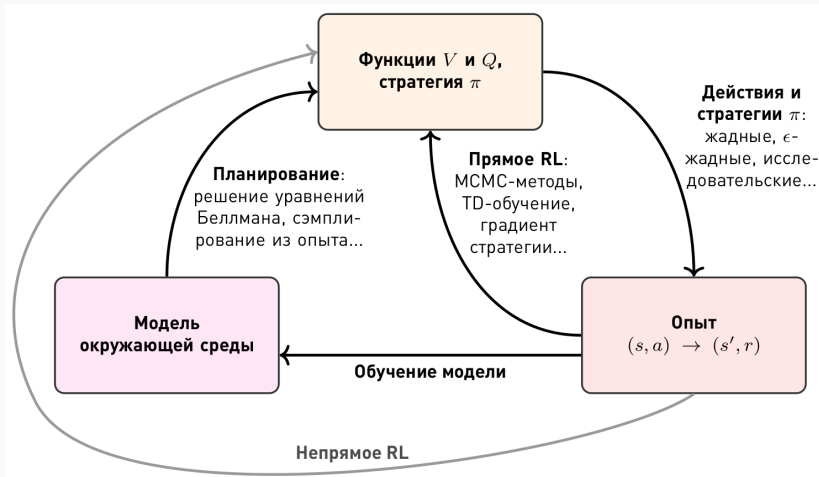 Функции V и Q,
стратегия π
Действия и
стратегии π:
жадные, ϵ-
жадные, иссле-
довательские...
Прямое RL:
МСМС-методы,
TD-обучение,
градиент
стратегии...
Планирование:
решение уравнений
Беллмана, сэмпли-
рование из опыта...
Модель
окружающей среды
Опыт
(s, a) → (s′, r)
Обучение модели
Непрямое RL